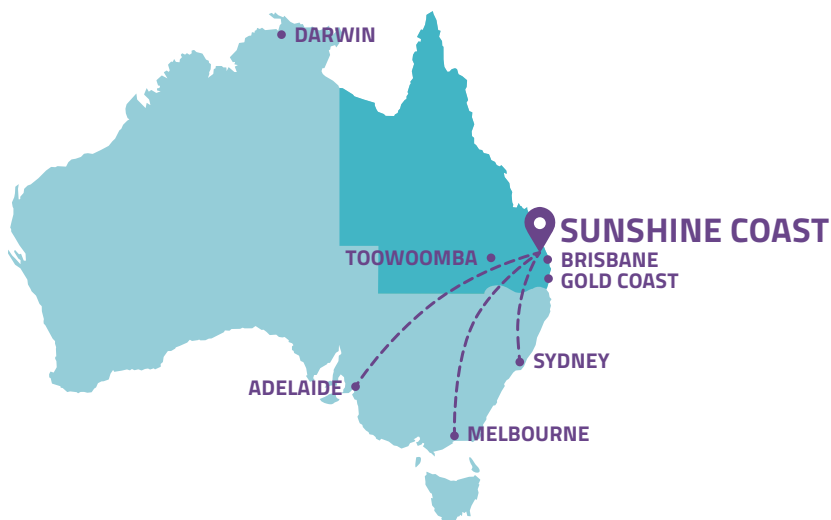 DARWIN
SUNSHINE COAST
TOOWOOMBA
BRISBANE
GOLD COAST
SYDNEY
ADELAIDE
MELBOURNE